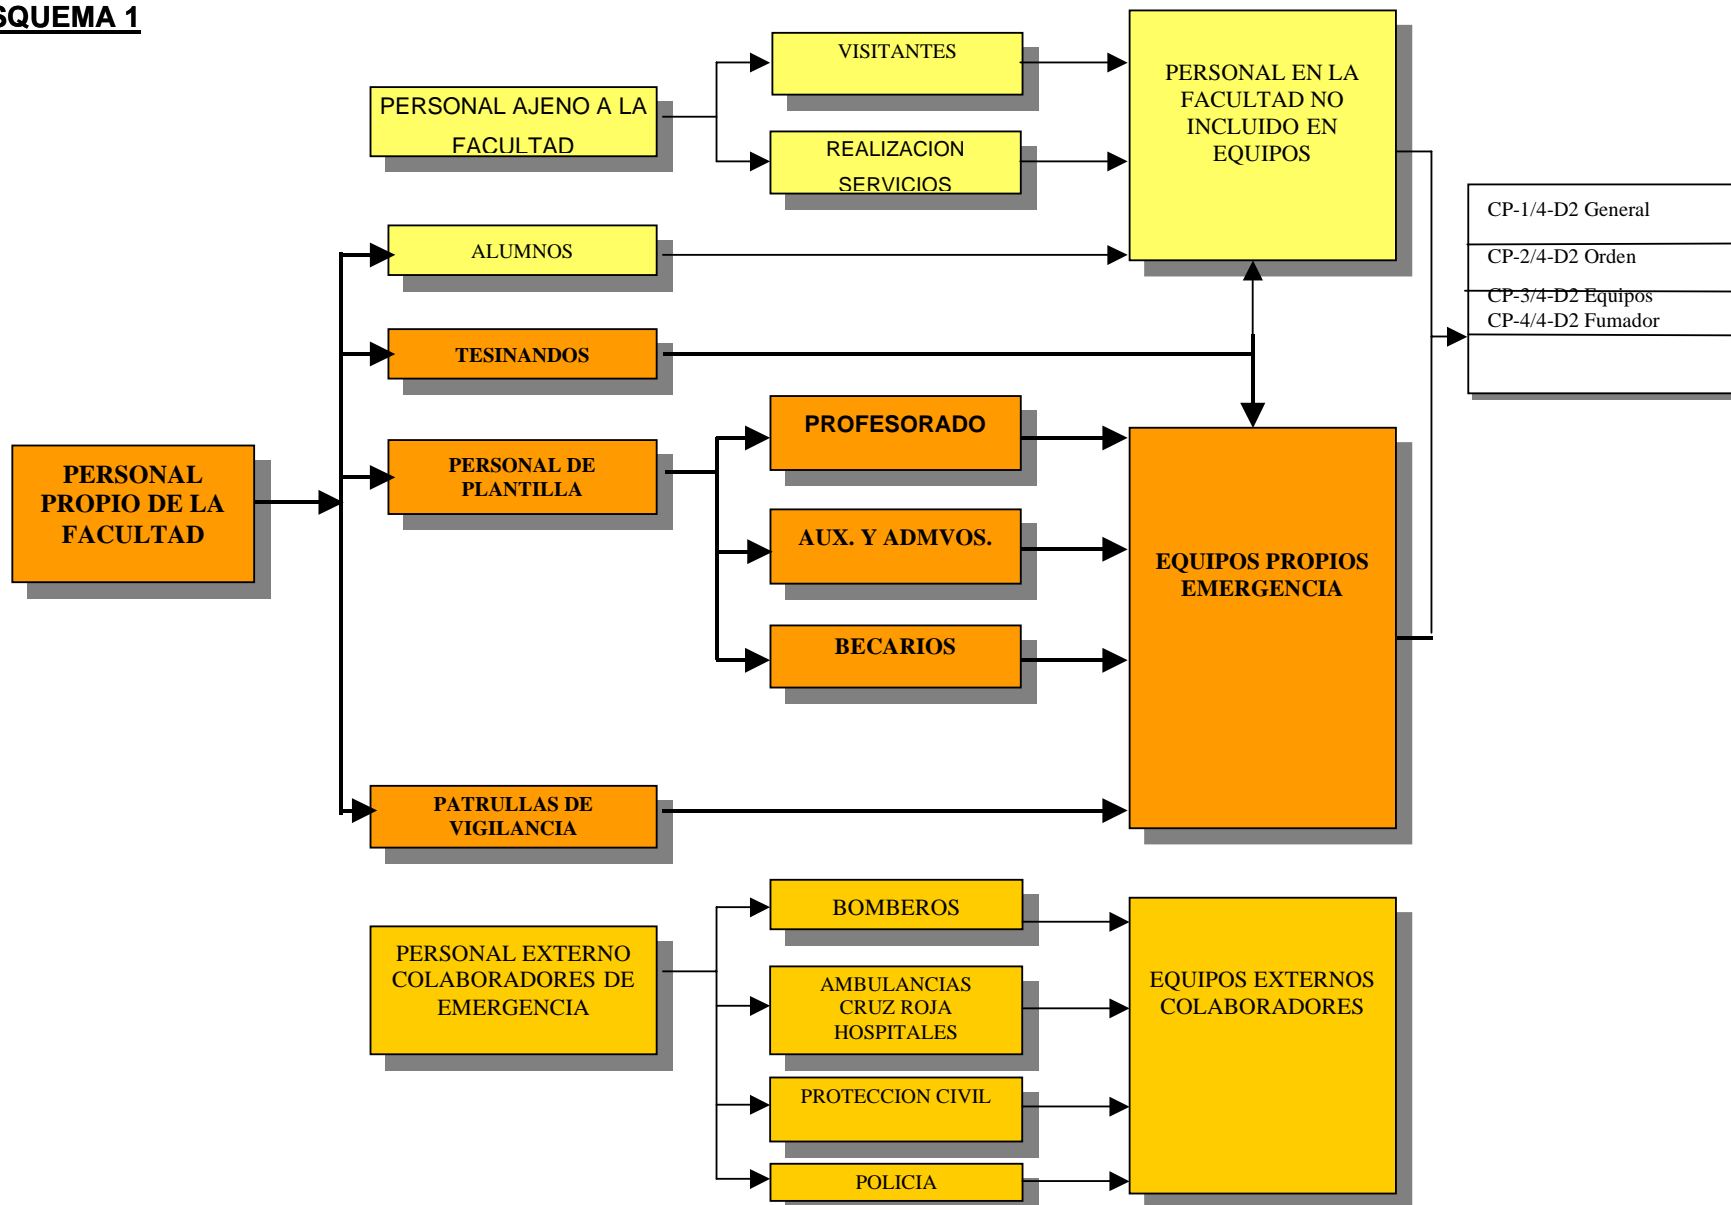 SQUEMA 1
VISITANTES
PERSONAL AJENO A LA
FACULTAD
REALIZACION
SERVICIOS
PERSONAL EN LA
FACULTAD NO
INCLUIDO EN
EQUIPOS
CP-1/4-D2 General
CP-2/4-D2 Orden
CP-3/4-D2 Equipos
CP-4/4-D2 Fumador
ALUMNOS
TESINANDOS
PERSONAL
PROPIO DE LA
FACULTAD
PERSONAL DE
PLANTILLA
PROFESORADO
AUX. Y ADMVOS.
BECARIOS
EQUIPOS PROPIOS
EMERGENCIA
PATRULLAS DE
VIGILANCIA
PERSONAL EXTERNO
COLABORADORES DE
EMERGENCIA
BOMBEROS
AMBULANCIAS
CRUZ ROJA
HOSPITALES
PROTECCION CIVIL
POLICIA
EQUIPOS EXTERNOS
COLABORADORES